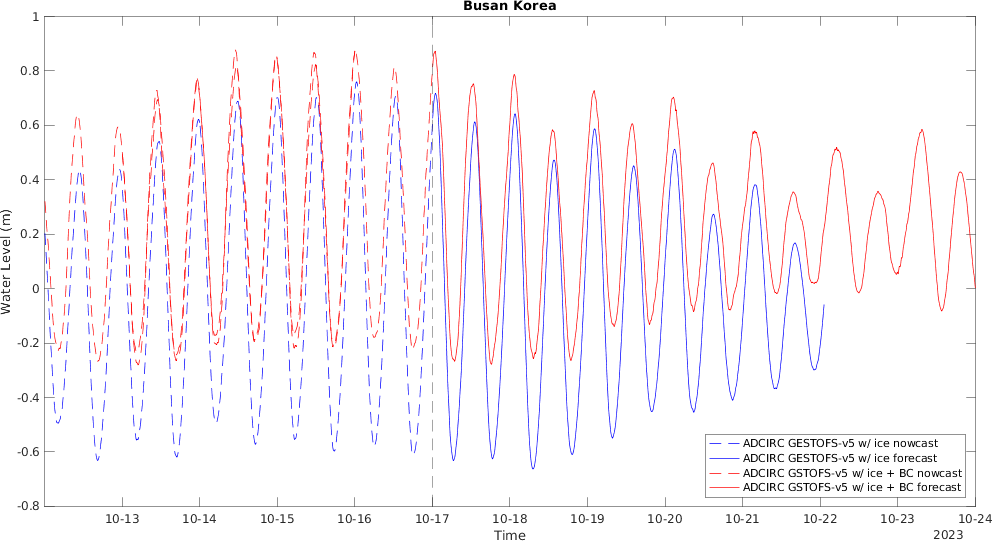 Busan Korea
Water Level (m)
1
0.8
0.6
0.4
0.2
0
-0.2
-0.4
-0.6
-0.8
10-13 10-14 10-15 10-16 10-17 10-18 10-19 10-20 10-21 10-22 10-23 10-24
Time
2023
ADCIRC GESTOFS-v5 w/ ice nowcast
ADCIRC GESTOFS-v5 w/ ice forecast
ADCIRC GSTOFS-v5 w/ ice + BC nowcast
ADCIRC GSTOFS-v5 w/ ice + BC forecast